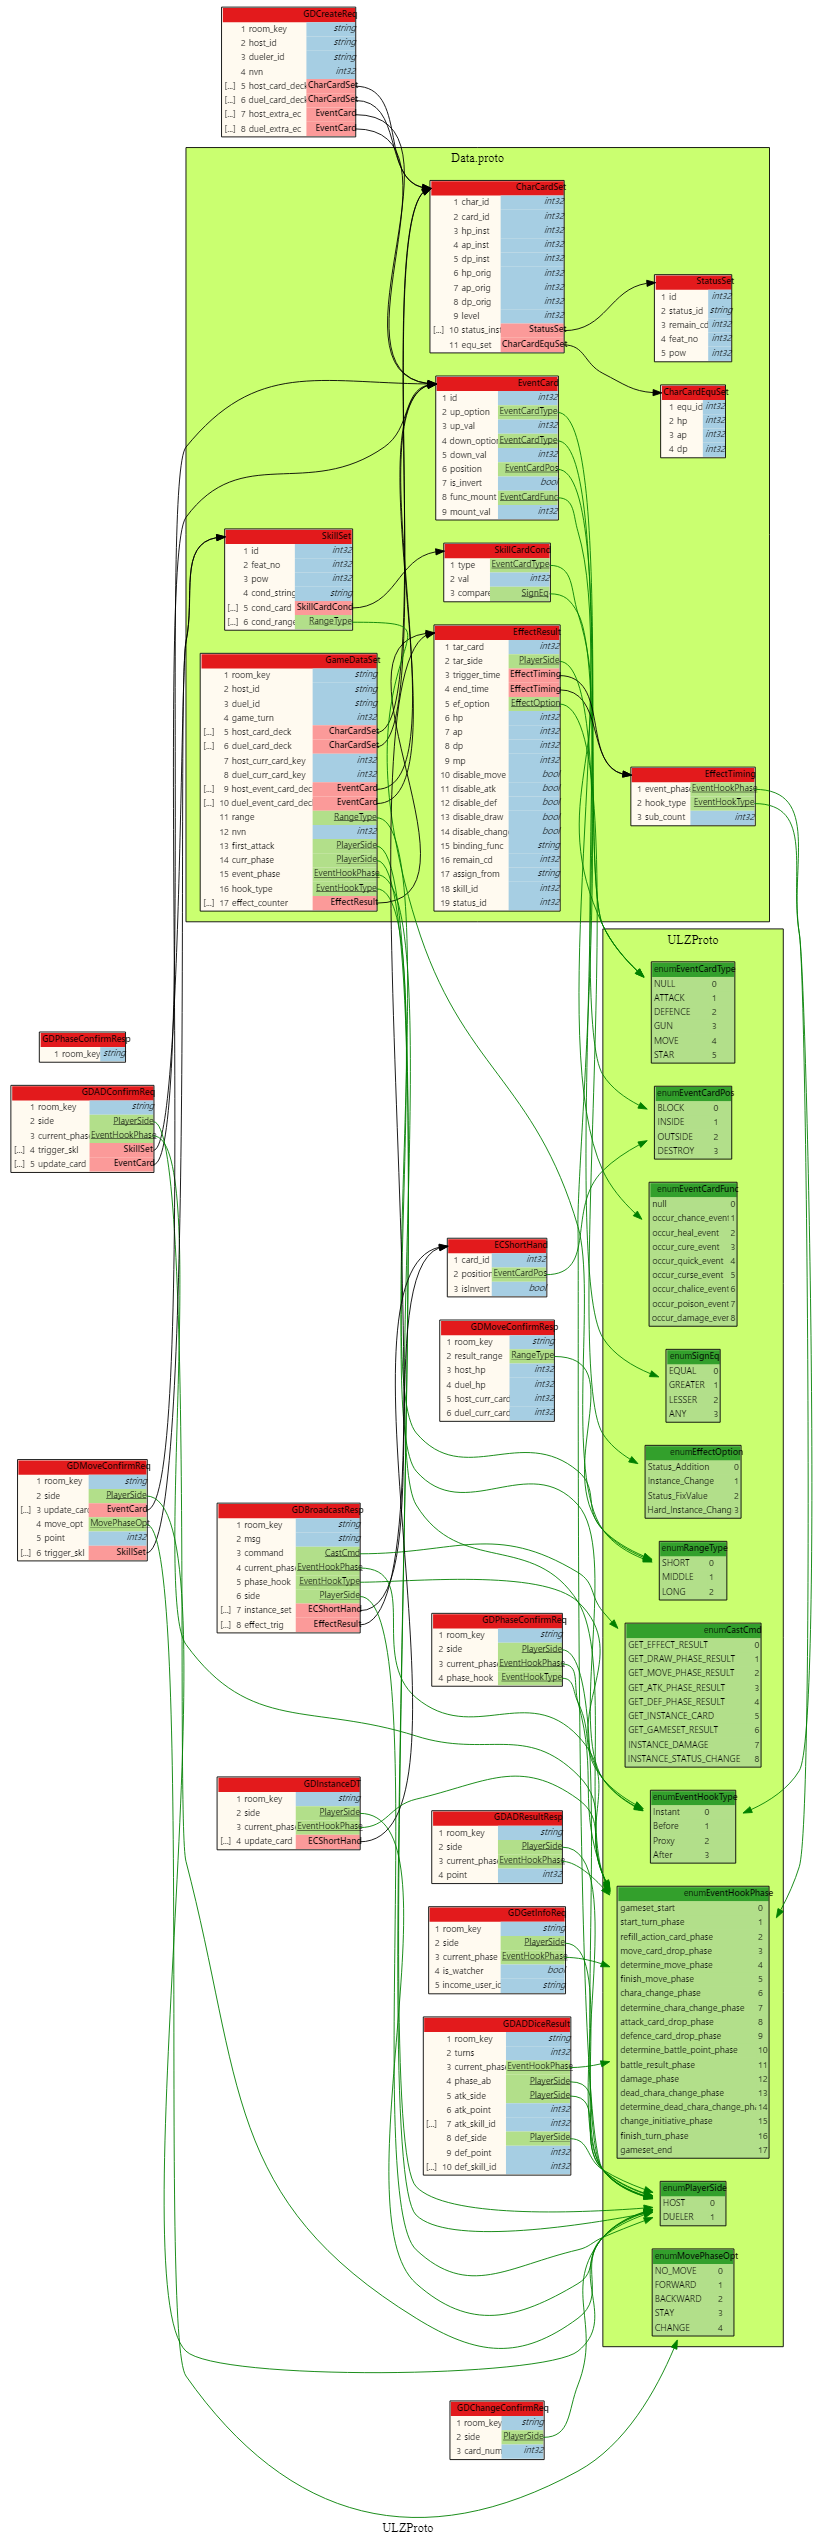 GDCreateReq
1 room_key string
2 host_id string
3 dueler_id string
4 nvn int32
[...] 5 host_card_deck CharCardSet
[...] 6 duel_card_deck CharCardSet
[...] 7 host_extra_ec EventCard
[...] 8 duel_extra_ec EventCard
Data.proto
CharCardSet
1 char_id int32
2 card_id int32
3 hp_inst int32
4 ap_inst int32
5 dp_inst int32
6 hp_orig int32
7 ap_orig int32
8 dp_orig int32
9 level int32
[...] 10 status_inst StatusSet
11 equ_set CharCardEquSet
StatusSet
1 id int32
2 status_id string
3 remain_cd int32
4 feat_no int32
5 pow int32
CharCardEquSet
1 equ_id int32
2 hp int32
3 ap int32
4 dp int32
EventCard
1 id int32
2 up_option EventCardType
3 up_val int32
4 down_option EventCardType
5 down_val int32
6 position EventCardPos
7 is_invert bool
8 func_mount EventCardFunc
9 mount_val int32
SkillSet
1 id int32
2 feat_no int32
3 pow int32
4 cond_string string
[...] 5 cond_card SkillCardCond
[...] 6 cond_range RangeType
SkillCardCond
1 type EventCardType
2 val int32
3 compare SignEq
GameDataSet
1 room_key string
2 host_id string
3 duel_id string
4 game_turn int32
[...] 5 host_card_deck CharCardSet
[...] 6 duel_card_deck CharCardSet
7 host_curr_card_key int32
8 duel_curr_card_key int32
[...] 9 host_event_card_dec EventCard
[...] 10 duel_event_card_dec EventCard
11 range RangeType
12 nvn int32
13 first_attack PlayerSide
14 curr_phase PlayerSide
15 event_phase EventHookPhase
16 hook_type EventHookType
[...] 17 effect_counter EffectResult
EffectResult
1 tar_card int32
2 tar_side PlayerSide
3 trigger_time EffectTiming
4 end_time EffectTiming
5 ef_option EffectOption
6 hp int32
7 ap int32
8 dp int32
9 mp int32
10 disable_move bool
11 disable_atk bool
12 disable_def bool
13 disable_draw bool
14 disable_change bool
15 binding_func string
16 remain_cd int32
17 assign_from string
18 skill_id int32
19 status_id int32
EffectTiming
1 event_phas EventHookPhase
2 hook_type EventHookType
3 sub_count int32
ULZProto
enumEventCardType
NULL 0
ATTACK 1
DEFENCE 2
GUN 3
MOVE 4
STAR 5
GDPhaseConfirmResp
1 room_key string
GDADConfirmReq
1 room_key string
2 side PlayerSide
3 current_phas EventHookPhase
[...] 4 trigger_skl SkillSet
[...] 5 update_card EventCard
enumEventCardPos
BLOCK 0
INSIDE 1
OUTSIDE 2
DESTROY 3
enumEventCardFunc
null 0
occur_chance_event 1
occur_heal_event 2
occur_cure_event 3
occur_quick_event 4
occur_curse_event 5
occur_chalice_event 6
occur_poison_event 7
occur_damage_ever 8
ECShortHand
1 card_id int32
2 position EventCardPos
3 isInvert bool
GDMoveConfirmResp
1 room_key string
2 result_range RangeType
3 host_hp int32
4 duel_hp int32
5 host_curr_card int32
6 duel_curr_card int32
enumSignEq
EQUAL 0
GREATER 1
LESSER 2
ANY 3
enumEffectOption
Status_Addition 0
Instance_Change 1
Status_FixValue 2
Hard_Instance_Chang 3
GDMoveConfirmReq
1 room_key string
2 side PlayerSide
[...] 3 update_card EventCard
4 move_opt MovePhaseOpt
5 point int32
[...] 6 trigger_skl SkillSet
GDBroadcastResp
1 room_key string
2 msg string
3 command CastCmd
4 current_phas EventHookPhase
5 phase_hook EventHookType
6 side PlayerSide
[...] 7 instance_set ECShortHand
[...] 8 effect_trig EffectResult
enumRangeType
SHORT 0
MIDDLE 1
LONG 2
GDPhaseConfirmReq
1 room_key string
2 side PlayerSide
3 current_phas EventHookPhase
4 phase_hook EventHookType
enumCastCmd
GET_EFFECT_RESULT 0
GET_DRAW_PHASE_RESULT 1
GET_MOVE_PHASE_RESULT 2
GET_ATK_PHASE_RESULT 3
GET_DEF_PHASE_RESULT 4
GET_INSTANCE_CARD 5
GET_GAMESET_RESULT 6
INSTANCE_DAMAGE 7
INSTANCE_STATUS_CHANGE 8
GDInstanceDT
1 room_key string
2 side PlayerSide
3 current_phas EventHookPhase
[...] 4 update_card ECShortHand
enumEventHookType
Instant 0
Before 1
Proxy 2
After 3
GDADResultResp
1 room_key string
2 side PlayerSide
3 current_phas EventHookPhase
4 point int32
GDGetInfoReq
1 room_key string
2 side PlayerSide
3 current_phase EventHookPhase
4 is_watcher bool
5 income_user_ic string
enumEventHookPhase
gameset_start 0
start_turn_phase 1
refill_action_card_phase 2
move_card_drop_phase 3
determine_move_phase 4
finish_move_phase 5
chara_change_phase 6
determine_chara_change_phase 7
attack_card_drop_phase 8
defence_card_drop_phase 9
determine_battle_point_phase 10
battle_result_phase 11
damage_phase 12
dead_chara_change_phase 13
determine_dead_chara_change_pha 14
change_initiative_phase 15
finish_turn_phase 16
gameset_end 17
GDADDiceResult
1 room_key string
2 turns int32
3 current_phas EventHookPhase
4 phase_ab PlayerSide
5 atk_side PlayerSide
6 atk_point int32
[...] 7 atk_skill_id int32
8 def_side PlayerSide
9 def_point int32
[...] 10 def_skill_id int32
enumPlayerSide
HOST 0
DUELER 1
enumMovePhaseOpt
NO_MOVE 0
FORWARD 1
BACKWARD 2
STAY 3
CHANGE 4
GDChangeConfirmReq
1 room_key string
2 side PlayerSide
3 card_num int32
ULZProto